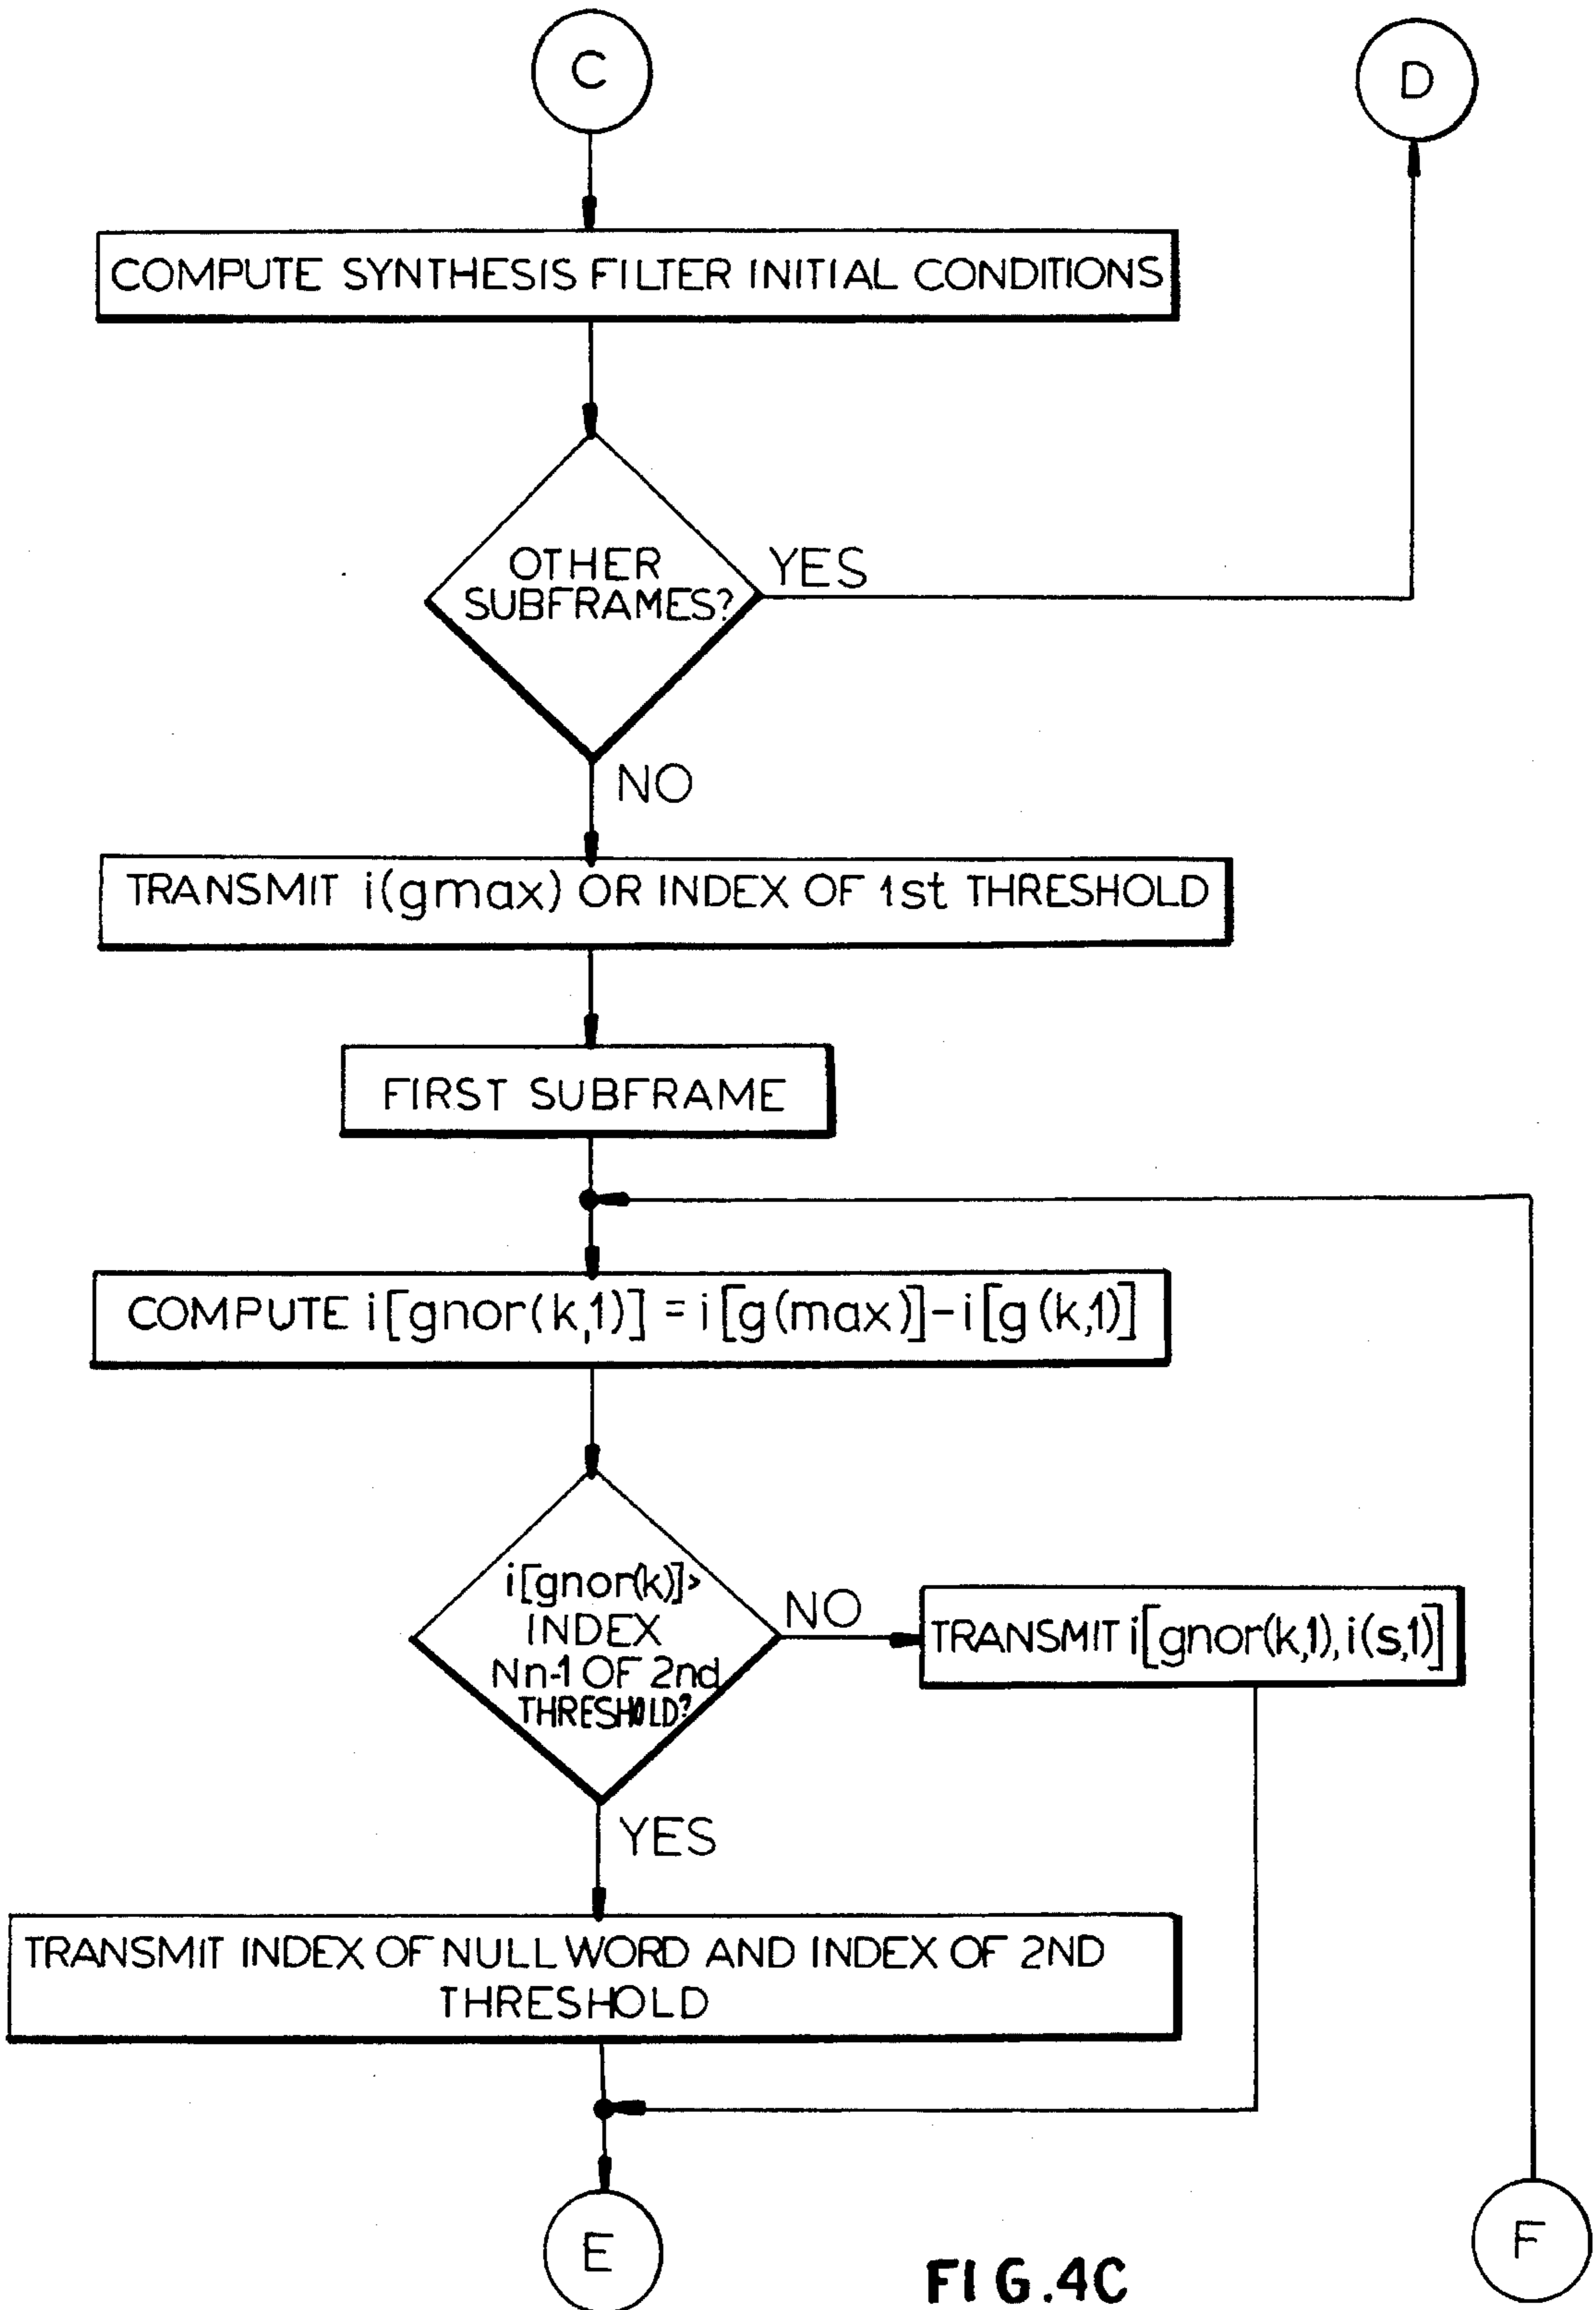 C
D
COMPUTE SYNTHESIS FILTER INITIAL CONDITIONS
OTHER
SUBFRAMES?
YES
NO
TRANSMIT i(gmax) OR INDEX OF 1st THRESHOLD
FIRST SUBFRAME
COMPUTE i[gnor(k,1)] = i[g(max)]-i[g(k,1)]
i[gnor(k)]>
INDEX
Nn-1 OF 2nd
THRESHOLD?
NO
TRANSMIT i[gnor(k,1), i(s,1)]
YES
TRANSMIT INDEX OF NULL WORD AND INDEX OF 2ND
THRESHOLD
E
F
FIG.4C